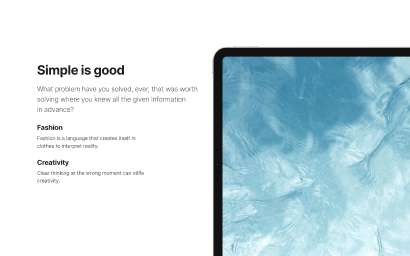 Simple is good
What problem have you solved, ever, that was worth
solving where you knew all the given information
in advance?
Fashion
Fashion is a language that creates itself in
clothes to interpret reality.
Creativity
Clear thinking at the wrong moment can stifle
creativity.